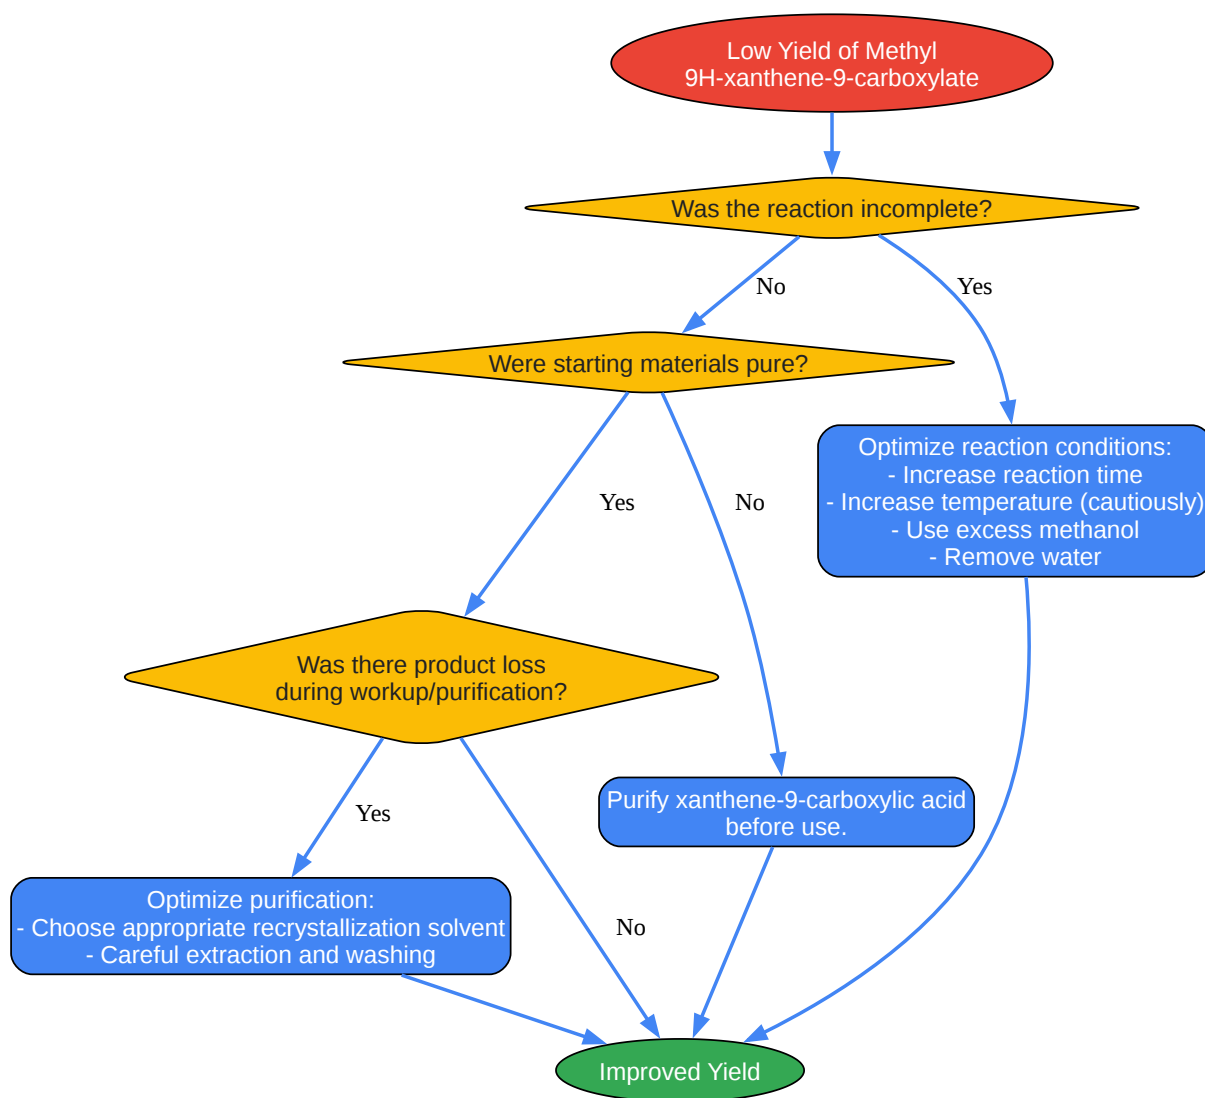 Low Yield of Methyl
9H-xanthene-9-carboxylate
Was the reaction incomplete?
No
Yes
Were starting materials pure?
Optimize reaction conditions:
- Increase reaction time
- Increase temperature (cautiously)
- Use excess methanol
- Remove water
Yes
No
Was there product loss
during workup/purification?
Purify xanthene-9-carboxylic acid
before use.
Yes
Optimize purification:
- Choose appropriate recrystallization solvent
- Careful extraction and washing
No
Improved Yield